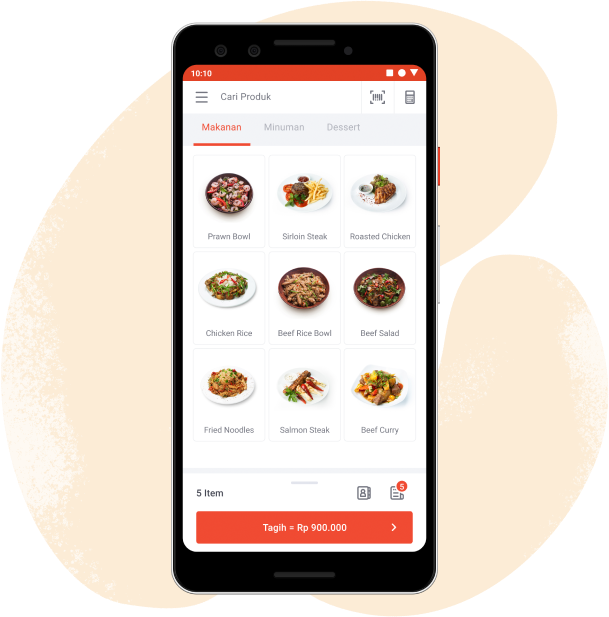 10:10
Cari Produk
Makanan Minuman Dessert
Prawn Bowl Sirloin Steak Roasted Chicken
Chicken Rice Beef Rice Bowl Beef Salad
Fried Noodles Salmon Steak Beef Curry
5
5 Item
Tagih = Rp 900.000